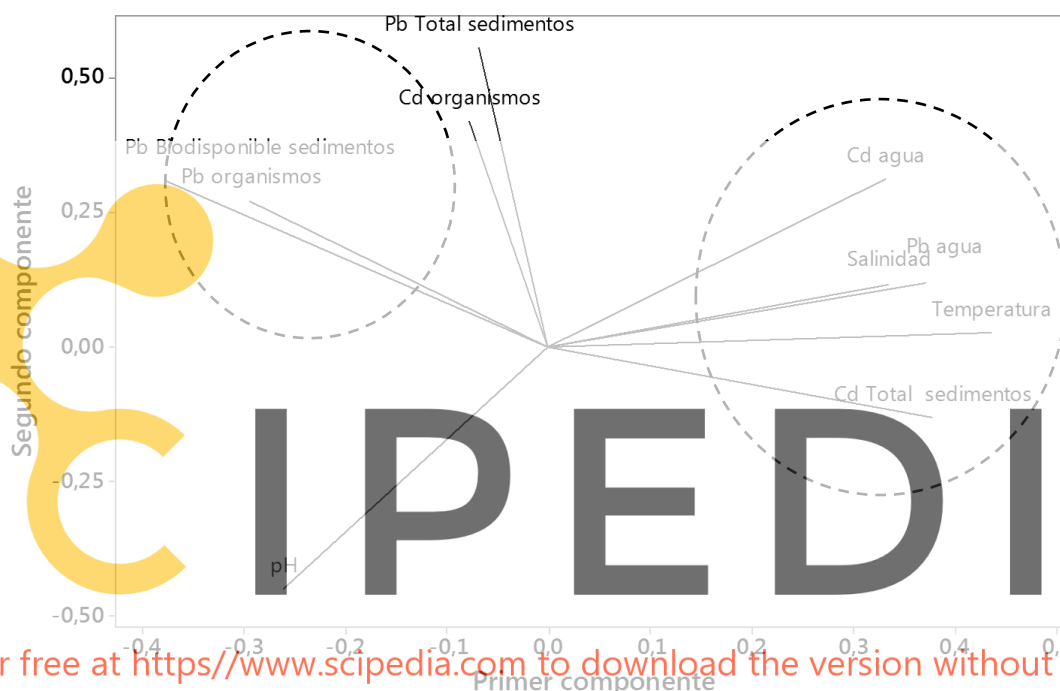 Pb Total sedimentos
0,50
Cd organismos
Pb Biodisponible sedimentos
Cd agua
Pb organismos
0,25
Pb agua
Salinidad
Temperatura
Segundo componente
0,00
Cd Total sedimentos
CIPEDI
-0,25
pH
-0,50
-0,4 -0,3 -0,2 -0,1 0,0 0,1 0,2 0,3 0,4 0,
r free at https//www.scipedia.com to download the version without
Primer componente